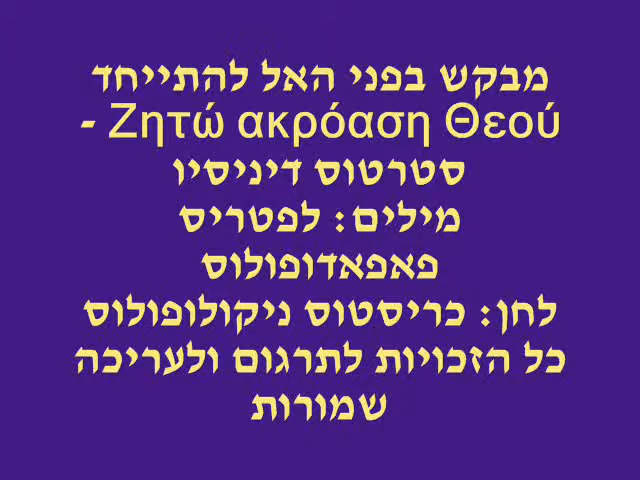 מבקש בפני האל להתייחד
Ζητώ ακρόαση Θεού -
סטרטוס דיניסיו
מילים: לפטריס
פאפאדופולוס
לחן: כריסטוס ניקולופולוס
כל הזכויות לתרגום ולעריכה
שמורות